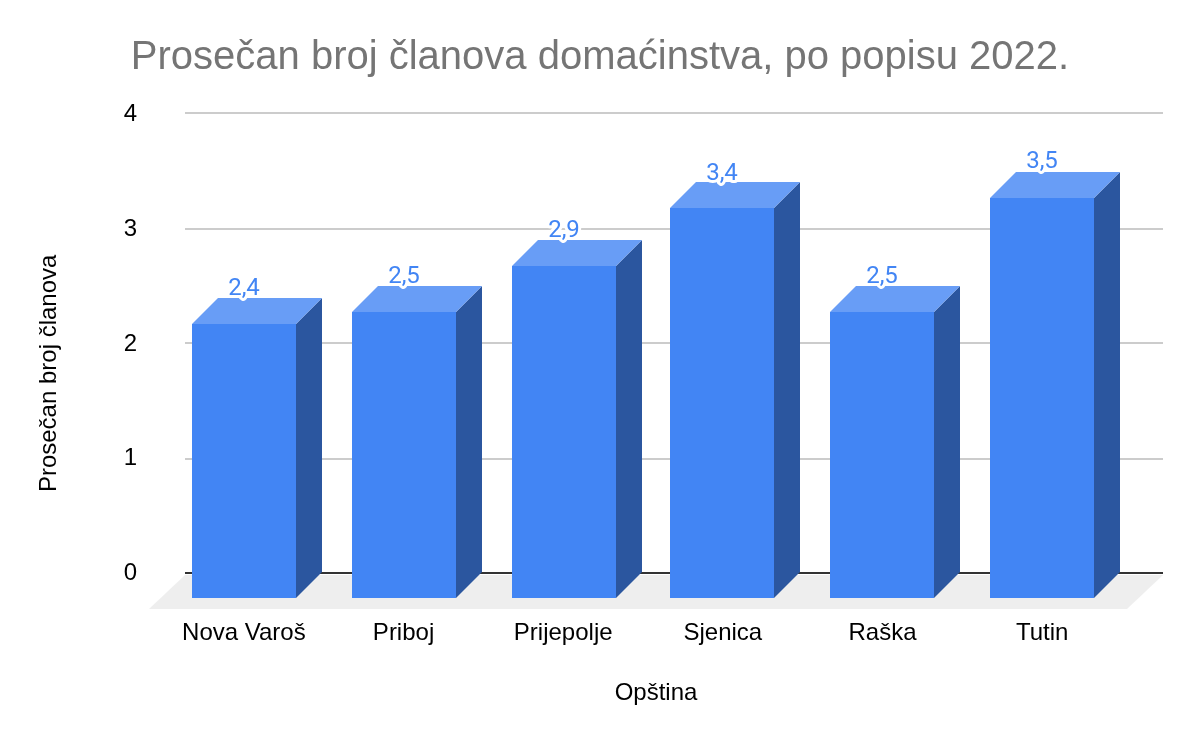 Prosečan broj članova domaćinstva, po popisu 2022.
4
3
2
1
0
Prosečan broj članova
2,4
2,5
2,9
3,4
2,5
3,5
Nova Varoš
Priboj
Prijepolje
Sjenica
Raška
Tutin
Opština